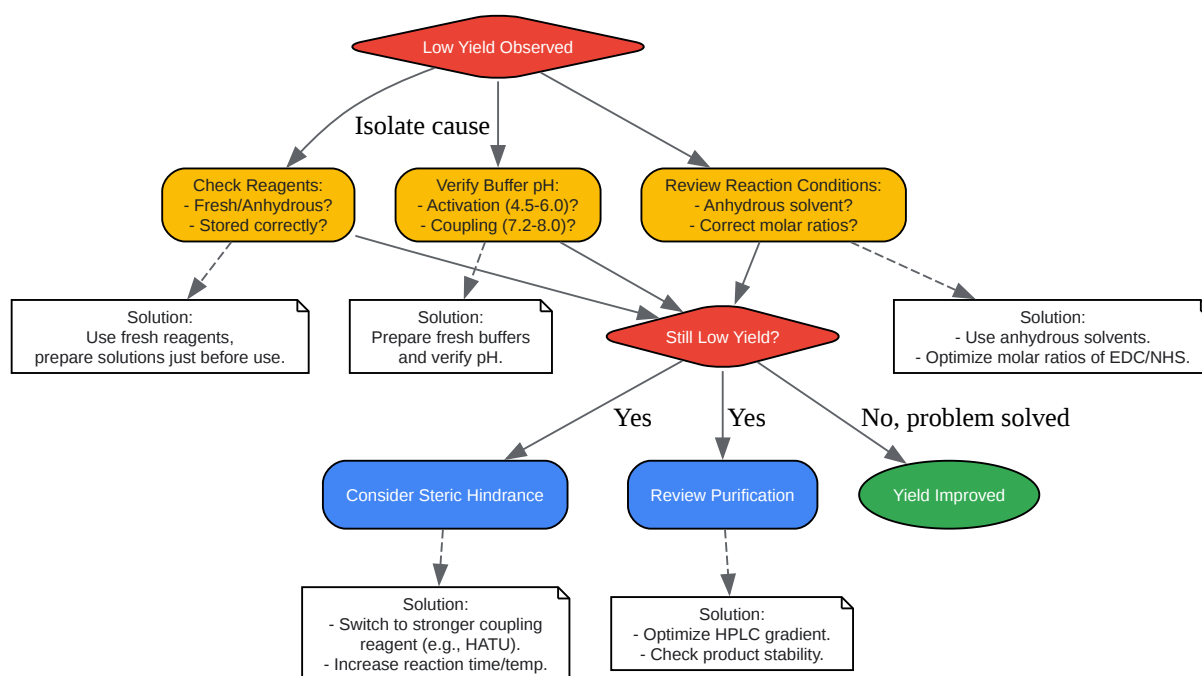 Low Yield Observed
Isolate cause
Check Reagents:
- Fresh/Anhydrous?
- Stored correctly?
Verify Buffer pH:
- Activation (4.5-6.0)?
- Coupling (7.2-8.0)?
Review Reaction Conditions:
- Anhydrous solvent?
- Correct molar ratios?
Solution:
Use fresh reagents,
prepare solutions just before use.
Solution:
Prepare fresh buffers
and verify pH.
Still Low Yield?
Solution:
- Use anhydrous solvents.
- Optimize molar ratios of EDC/NHS.
Yes
Yes
No, problem solved
Consider Steric Hindrance
Review Purification
Yield Improved
Solution:
- Switch to stronger coupling
reagent (e.g., HATU).
- Increase reaction time/temp.
Solution:
- Optimize HPLC gradient.
- Check product stability.